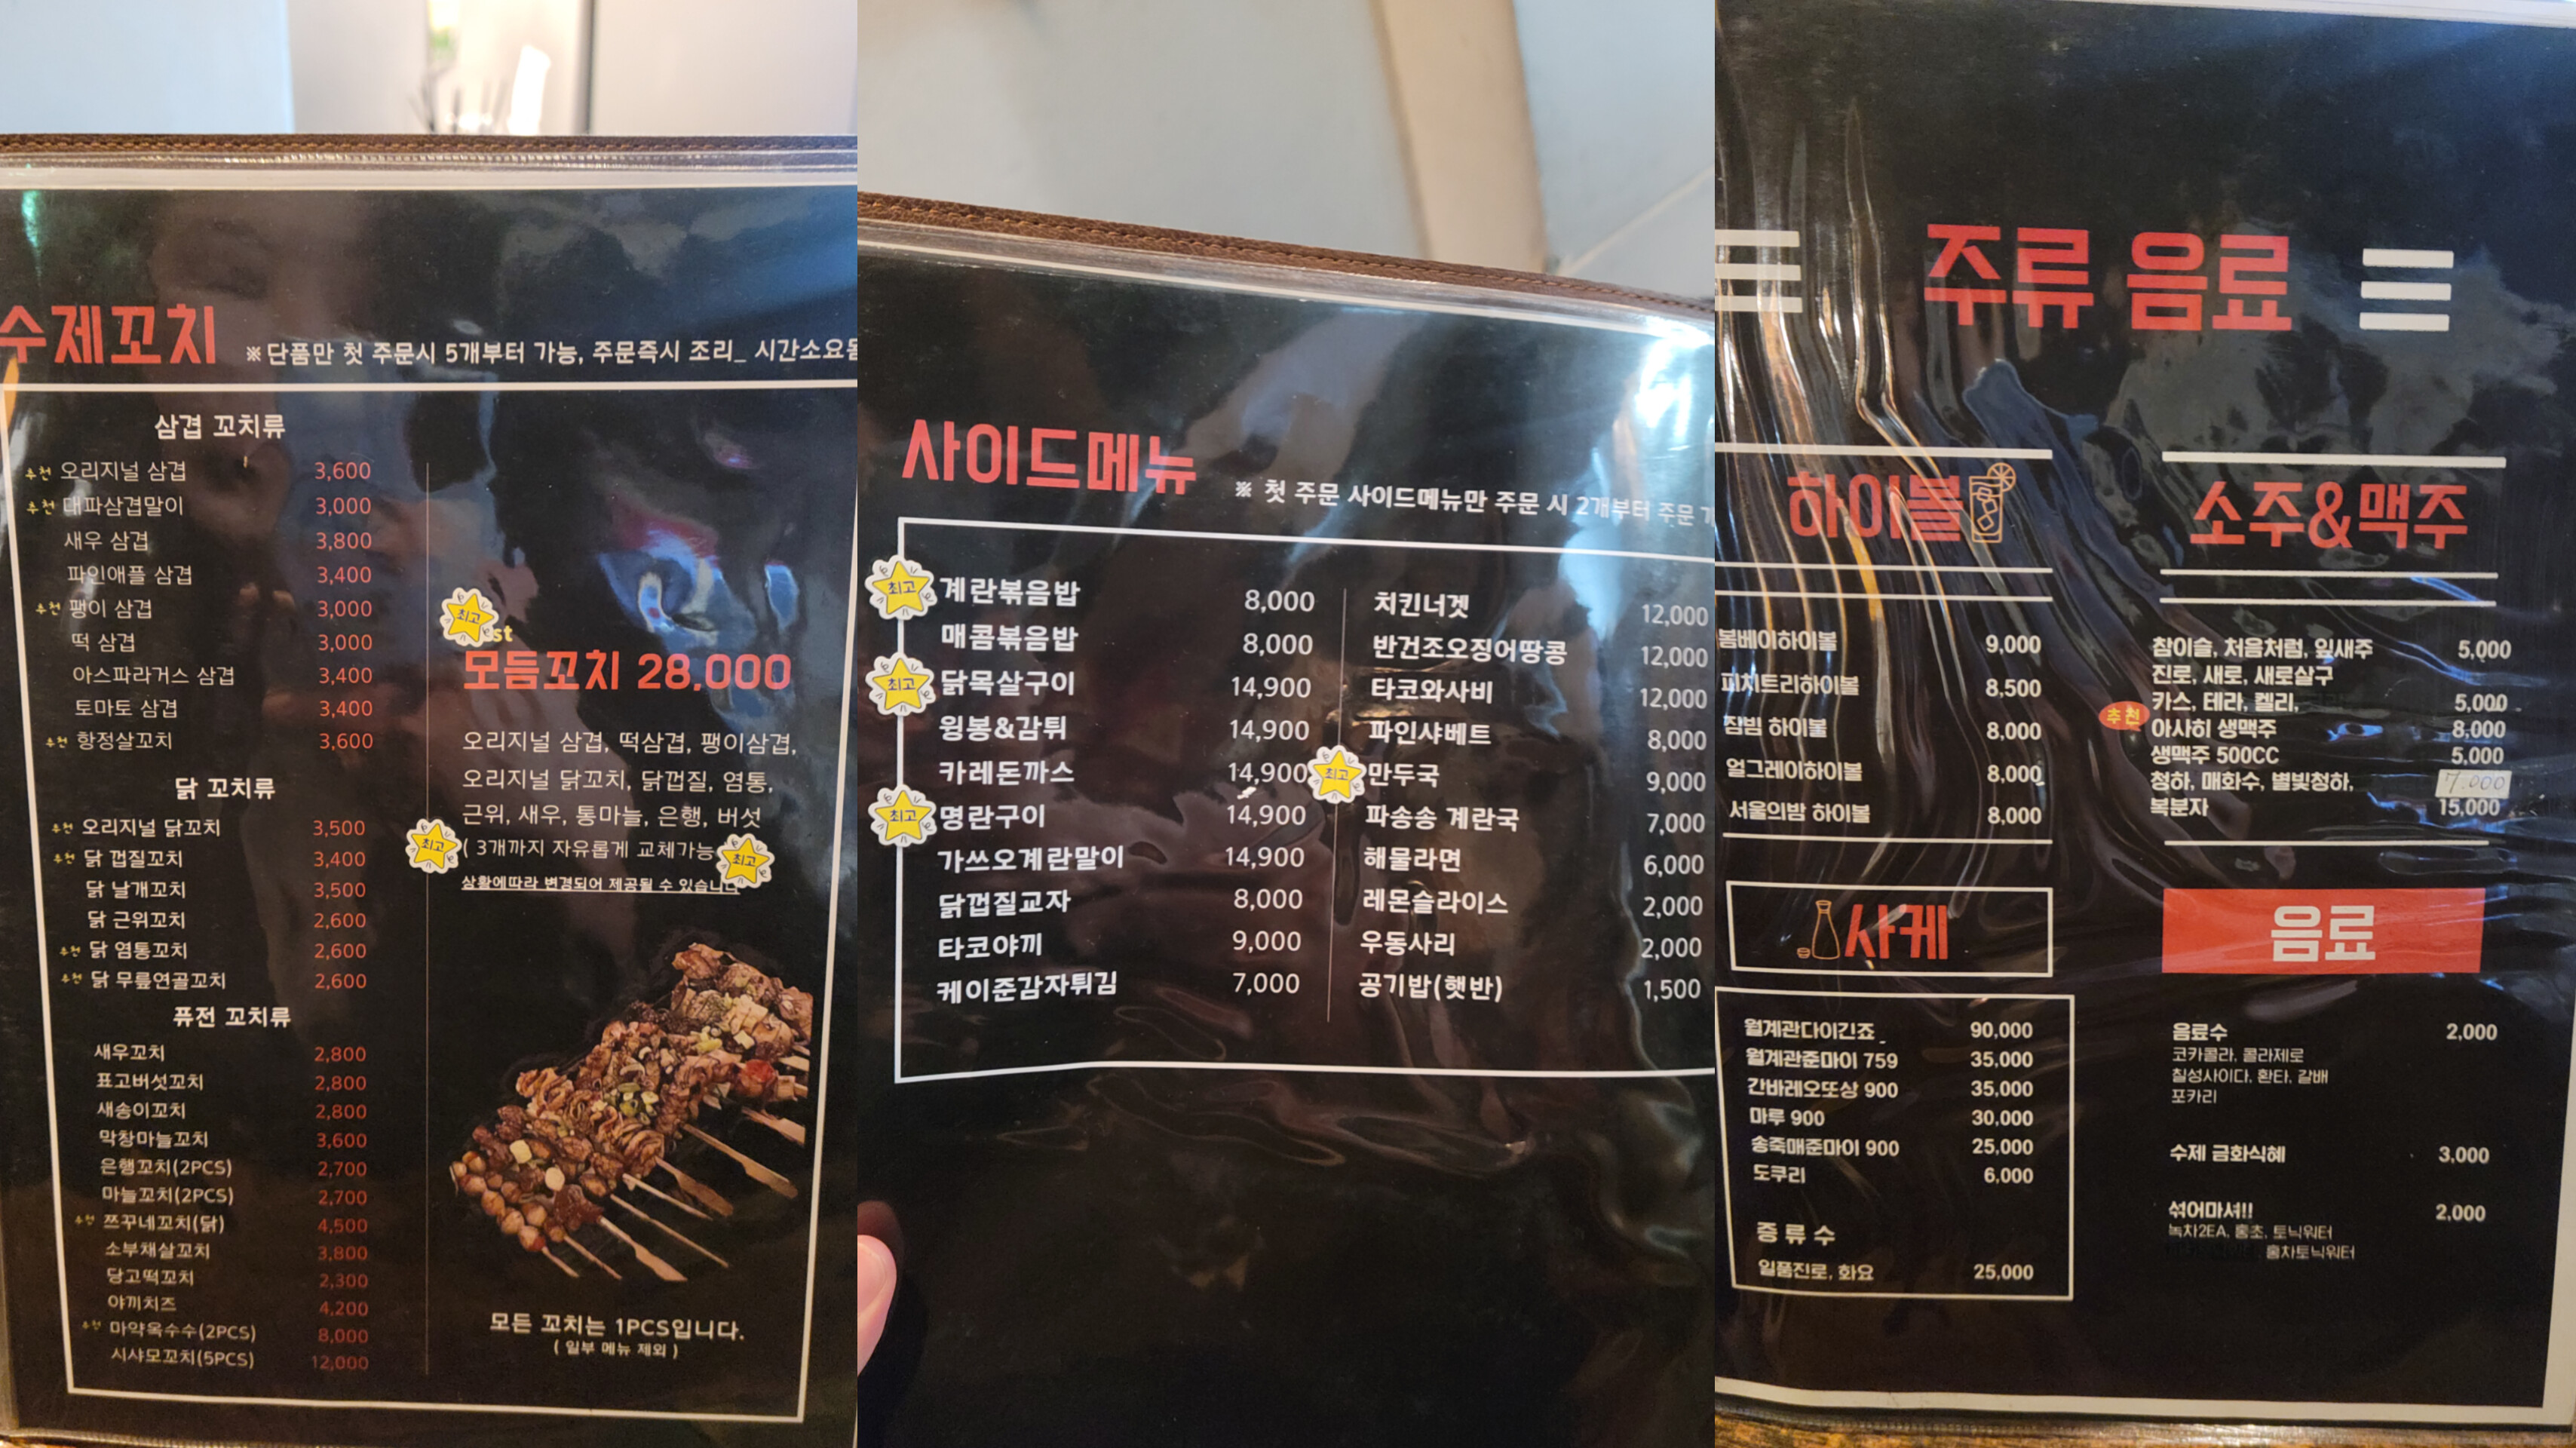 수제꼬치 ※단품만 첫 주문시 5개부터 가능, 주문즉시 조리_ 시간소요됨
삼겹 꼬치류
추천 오리지널 삼겹 3,600
추천 대파삼겹말이 3,000
새우 삼겹 3,800
파인애플 삼겹 3,400
추천 팽이 삼겹 3,000
떡 삼겹 3,000
아스파라거스 삼겹 3,400
토마토 삼겹 3,400
추천 항정살꼬치 3,600
닭 꼬치류
추천 오리지널 닭꼬치 3,500
추천 닭 껍질꼬치 3,400
닭 날개꼬치 3,500
닭 근위꼬치 2,600
추천 닭 염통꼬치 2,600
추천 닭 무릎연골꼬치 2,600
퓨전 꼬치류
새우꼬치 2,800
표고버섯꼬치 2,800
새송이꼬치 2,800
막창마늘꼬치 3,600
은행꼬치(2PCS) 2,700
마늘꼬치(2PCS) 2,700
추천 쯔꾸네꼬치(닭) 4,500
소부채살꼬치 3,800
당고떡꼬치 2,300
야끼치즈 4,200
추천 마약옥수수(2PCS) 8,000
시샤모꼬치(5PCS) 12,000
최고 st
모듬꼬치 28,000
오리지널 삼겹, 떡삼겹, 팽이삼겹,
오리지널 닭꼬치, 닭껍질, 염통,
근위, 새우, 통마늘, 은행, 버섯
최고 ( 3개까지 자유롭게 교체가능 최고
상황에따라 변경되어 제공될 수 있습니
모든 꼬치는 1PCS입니다.
( 일부 메뉴 제외 )
사이드메뉴 ※ 첫 주문 사이드메뉴만 주문 시 2개부터 주문
최고 계란볶음밥 8,000
매콤볶음밥 8,000
최고 닭목살구이 14,900
윙봉&감튀 14,900
카레돈까스 14,900
최고 명란구이 14,900
가쓰오계란말이 14,900
닭껍질교자 8,000
타코야끼 9,000
케이준감자튀김 7,000
치킨너겟 12,000
반건조오징어땅콩 12,000
타코와사비 12,000
파인샤베트 8,000
최고 만두국 9,000
파송송 계란국 7,000
해물라면 6,000
레몬슬라이스 2,000
우동사리 2,000
공기밥(햇반) 1,500
주류 음료
하이볼
봄베이하이볼 9,000
피치트리하이볼 8,500
짐빔 하이볼 8,000
얼그레이하이볼 8,000
서울의밤 하이볼 8,000
사케
월계관다이긴죠 90,000
월계관준마이 759 35,000
간바레오또상 900 35,000
마루 900 30,000
송죽매준마이 900 25,000
도쿠리 6,000
증류수
일품진로, 화요 25,000
소주&맥주
참이슬, 처음처럼, 잎새주 5,000
진로, 새로, 새로살구
카스, 테라, 켈리, 5,000
추천 아사히 생맥주 8,000
생맥주 500CC 5,000
청하, 매화수, 별빛청하, 7,000
복분자 15,000
음료
음료수 2,000
코카콜라, 콜라제로
칠성사이다, 환타, 갈배
포카리
수제 금화식혜 3,000
섞어마셔!! 2,000
녹차2EA, 홍초, 토닉워터
홍차토닉워터